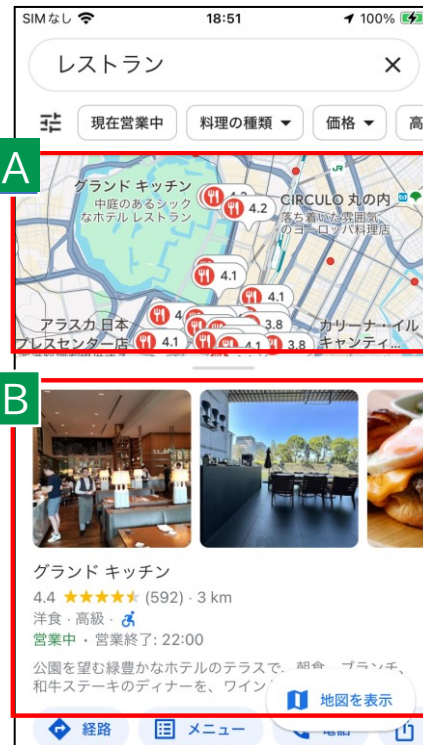 SIMなし 18:51 100%
レストラン
現在営業中 料理の種類 価格 高
A
グランド キッチン
中庭のあるシック
なホテル レストラン
4.2
CIRCULO 丸の内
落ち着いた雰囲気
のヨーロッパ料理店
JR
4.1
4.1
3.8
アラスカ 日本
プレスセンター店
4.1
4.1
3.8
カリーナ・イル
キャンティ...
B
グランド キッチン
4.4 ★★★★★ (592) · 3 km
洋食 · 高級 ·
営業中 · 営業終了: 22:00
公園を望む緑豊かなホテルのテラスで、朝食、ブランチ、
和牛ステーキのディナーを、ワイン
地図を表示
経路 メニュー 電話